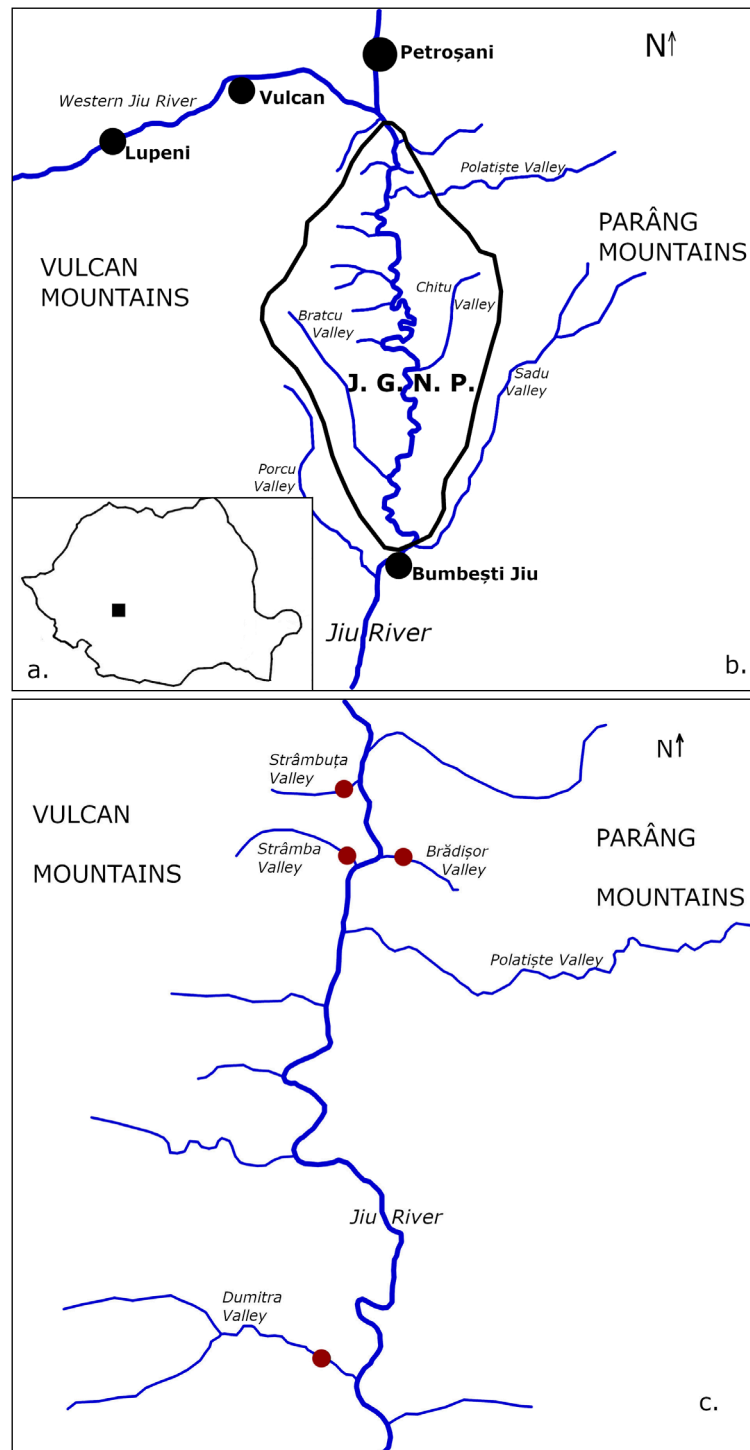 Petroșani
N↑
Western Jiu River
Vulcan
Lupeni
Polatiște Valley
PARÂNG
MOUNTAINS
VULCAN
MOUNTAINS
Chitu
Valley
Bratcu
Valley
J. G. N. P.
Sadu
Valley
Porcu
Valley
Bumbești Jiu
Jiu River
a.
b.
Strâmbuța
Valley
N↑
VULCAN
MOUNTAINS
PARÂNG
MOUNTAINS
Strâmba
Valley
Brădișor
Valley
Polatiște Valley
Jiu River
Dumitra
Valley
c.